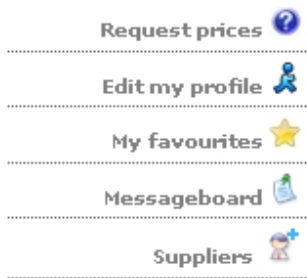 Request prices
Edit my profile
My favourites
Messageboard
Suppliers